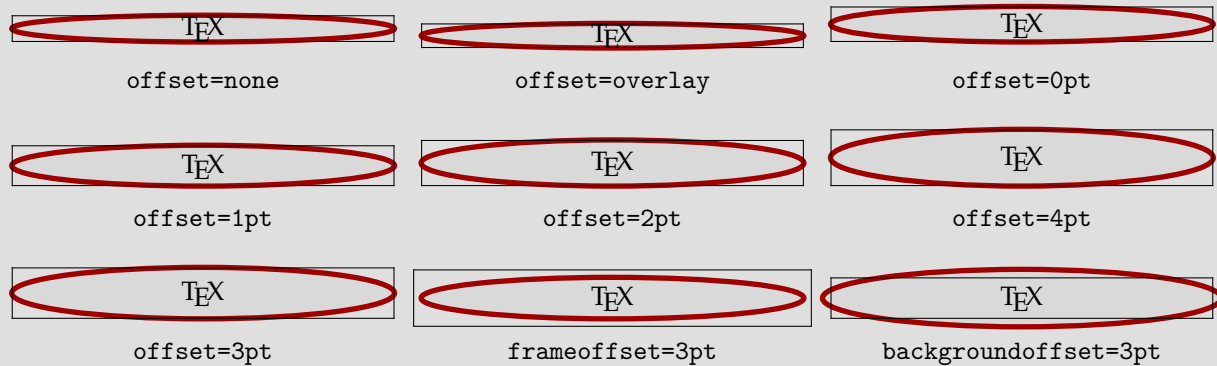 TEX TEX TEX
offset=none offset=overlay offset=0pt
TEX TEX TEX
offset=1pt offset=2pt offset=4pt
TEX TEX TEX
offset=3pt frameoffset=3pt backgroundoffset=3pt